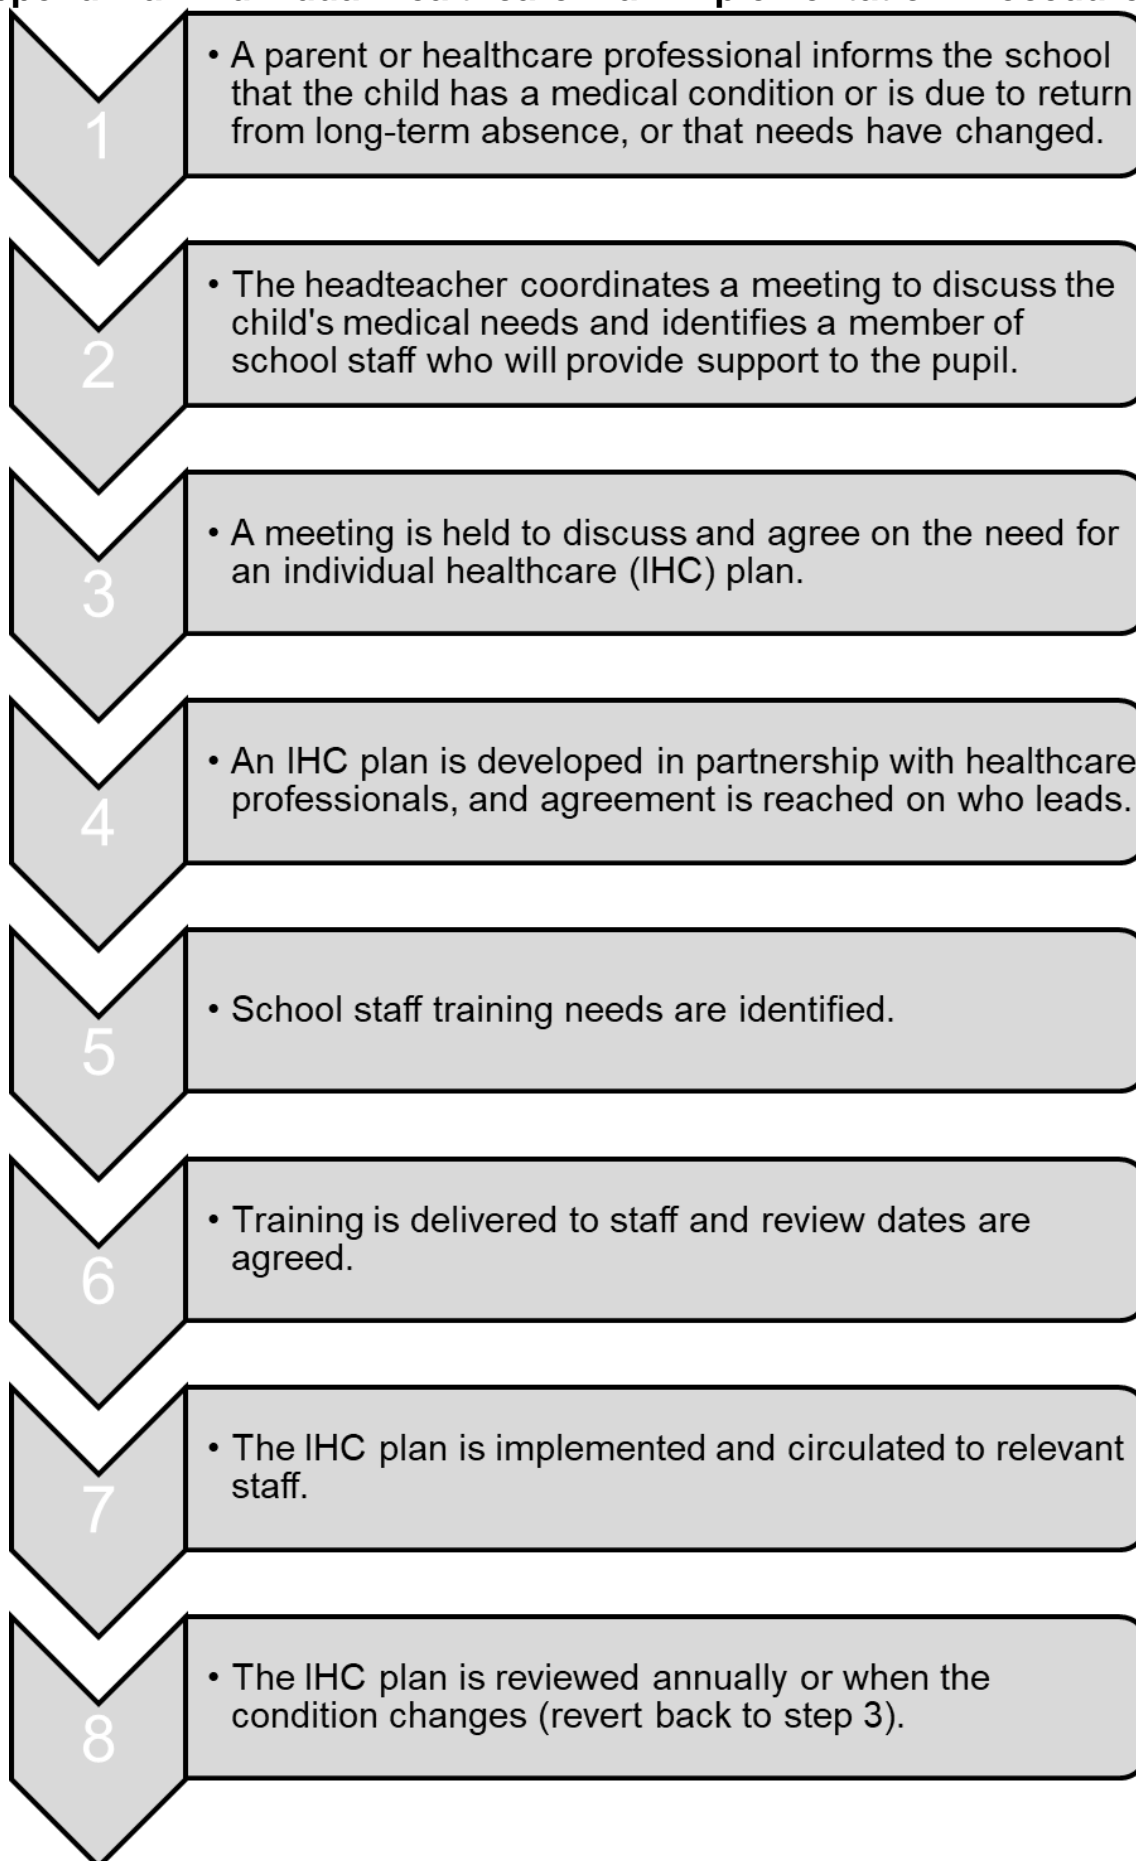 1
• A parent or healthcare professional informs the school
that the child has a medical condition or is due to return
from long-term absence, or that needs have changed.
2
• The headteacher coordinates a meeting to discuss the
child's medical needs and identifies a member of
school staff who will provide support to the pupil.
3
• A meeting is held to discuss and agree on the need for
an individual healthcare (IHC) plan.
4
• An IHC plan is developed in partnership with healthcare
professionals, and agreement is reached on who leads.
5
• School staff training needs are identified.
6
• Training is delivered to staff and review dates are
agreed.
7
• The IHC plan is implemented and circulated to relevant
staff.
8
• The IHC plan is reviewed annually or when the
condition changes (revert back to step 3).